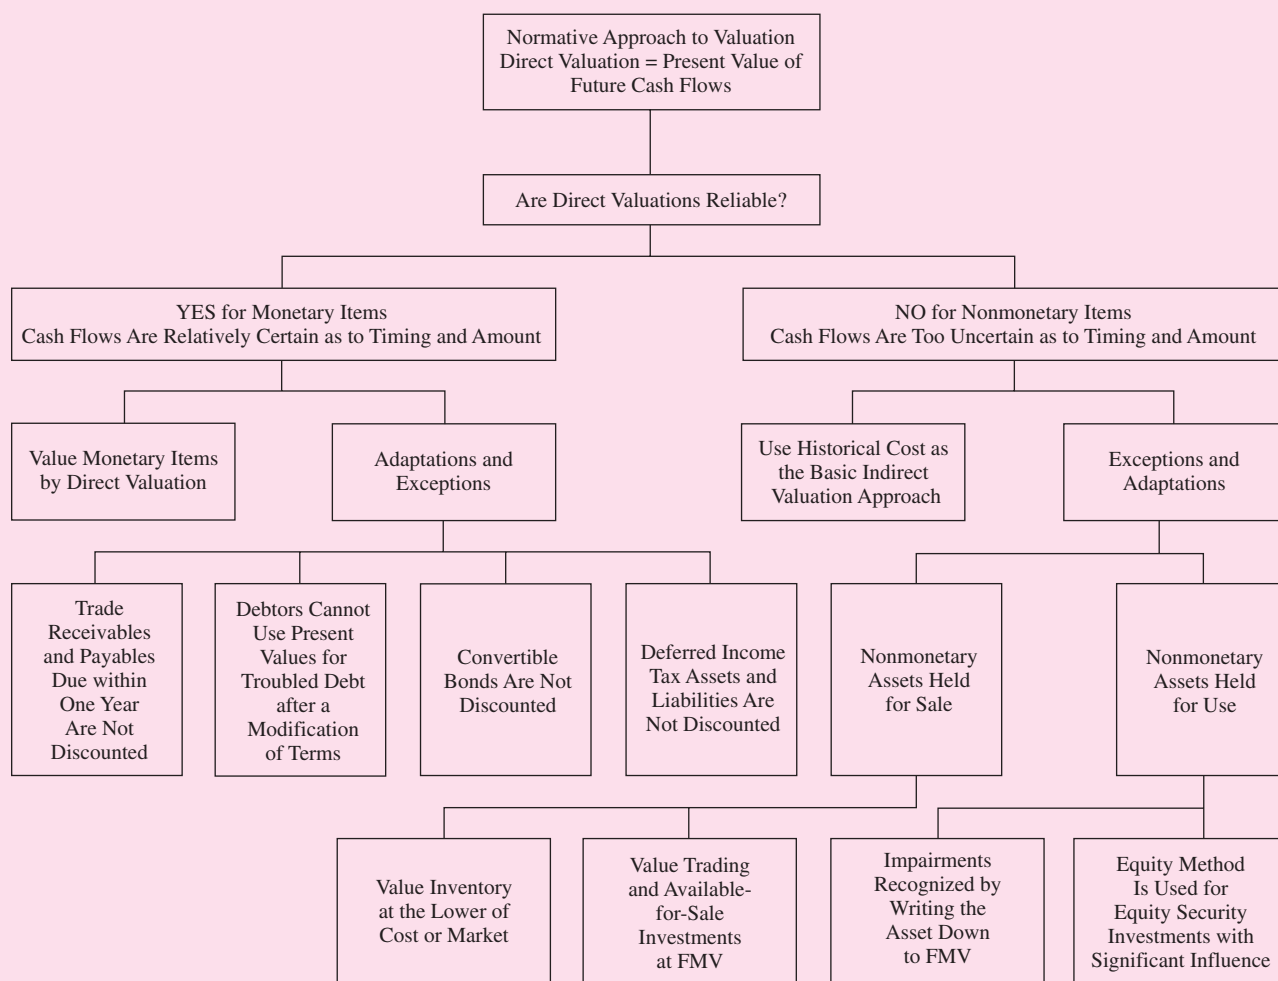 Normative Approach to Valuation
Direct Valuation = Present Value of
Future Cash Flows
Are Direct Valuations Reliable?
YES for Monetary Items
Cash Flows Are Relatively Certain as to Timing and Amount
NO for Nonmonetary Items
Cash Flows Are Too Uncertain as to Timing and Amount
Value Monetary Items
by Direct Valuation
Adaptations and
Exceptions
Use Historical Cost as
the Basic Indirect
Valuation Approach
Exceptions and
Adaptations
Trade
Receivables
and Payables
Due within
One Year
Are Not
Discounted
Debtors Cannot
Use Present
Values for
Troubled Debt
after a
Modification
of Terms
Convertible
Bonds Are Not
Discounted
Deferred Income
Tax Assets and
Liabilities Are
Not Discounted
Nonmonetary
Assets Held
for Sale
Nonmonetary
Assets Held
for Use
Value Inventory
at the Lower of
Cost or Market
Value Trading
and Available-
for-Sale
Investments
at FMV
Impairments
Recognized by
Writing the
Asset Down
to FMV
Equity Method
Is Used for
Equity Security
Investments with
Significant Influence